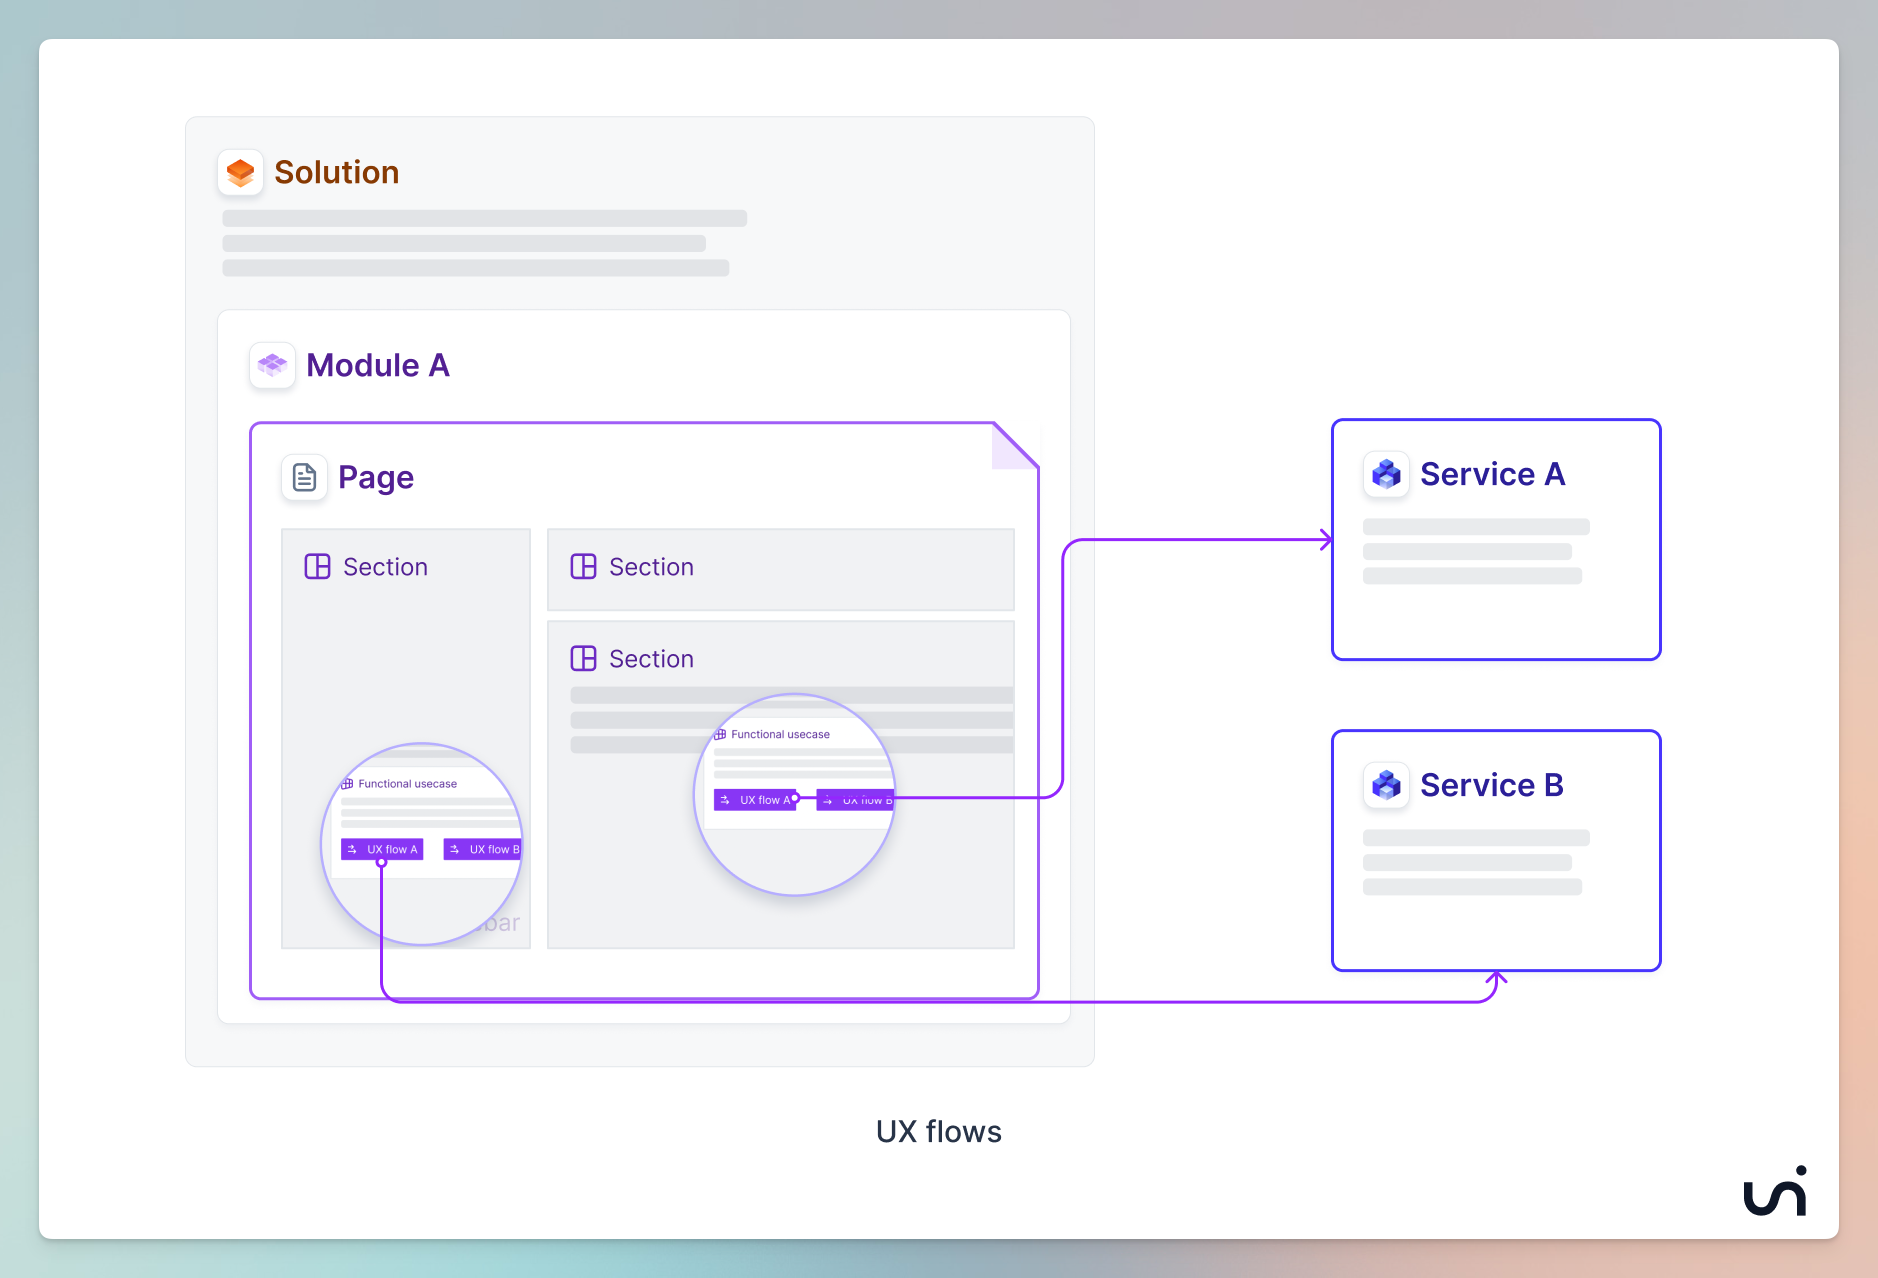 Solution
Module A
Page
Section
Section
Section
Functional usecase
UX flow A
UX flow B
Functional usecase
UX flow A
UX flow B
bar
Service A
Service B
UX flows